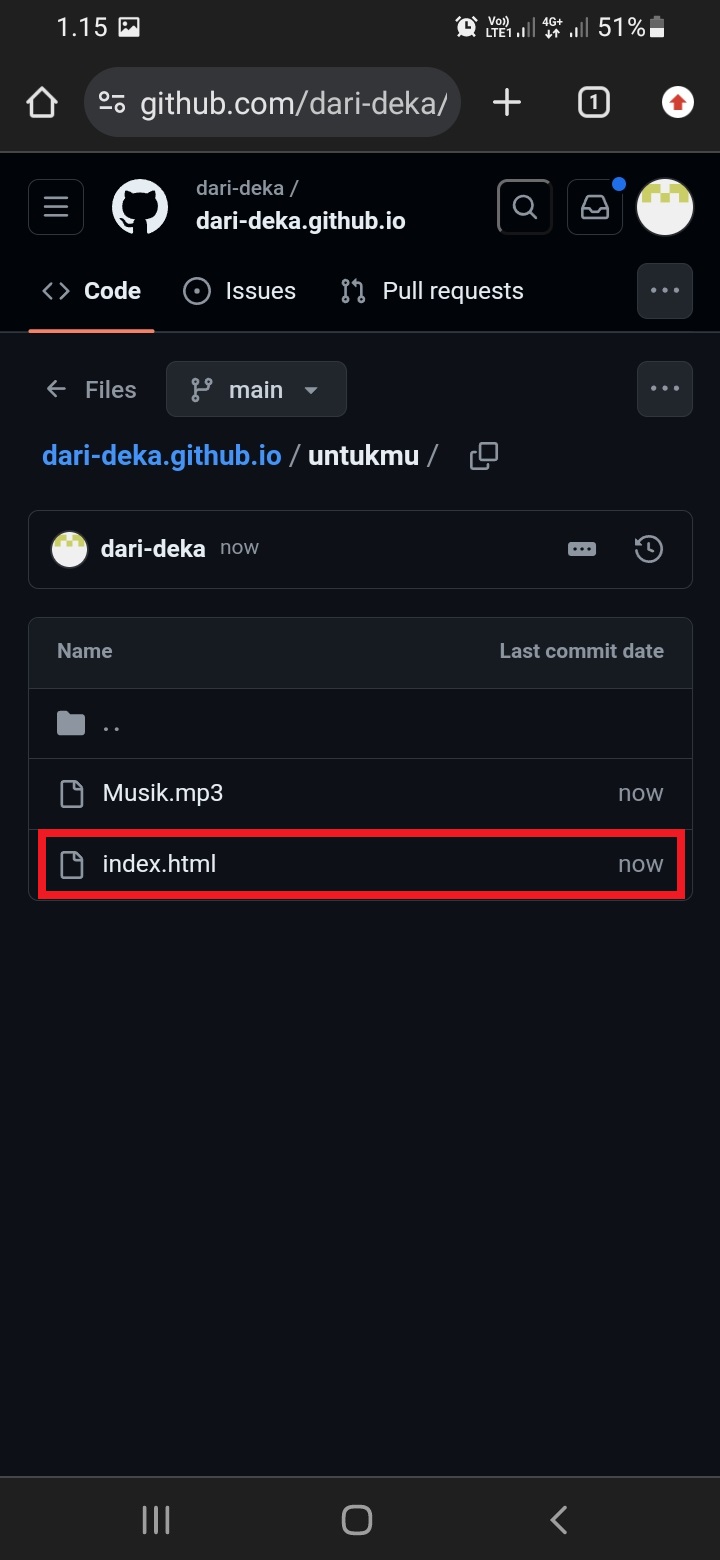 1.15
Vo)) LTE1 4G+ 51%
github.com/dari-deka/
1
dari-deka /
dari-deka.github.io
Code Issues Pull requests
Files main
dari-deka.github.io / untukmu /
dari-deka now
Name Last commit date
..
Musik.mp3 now
index.html now